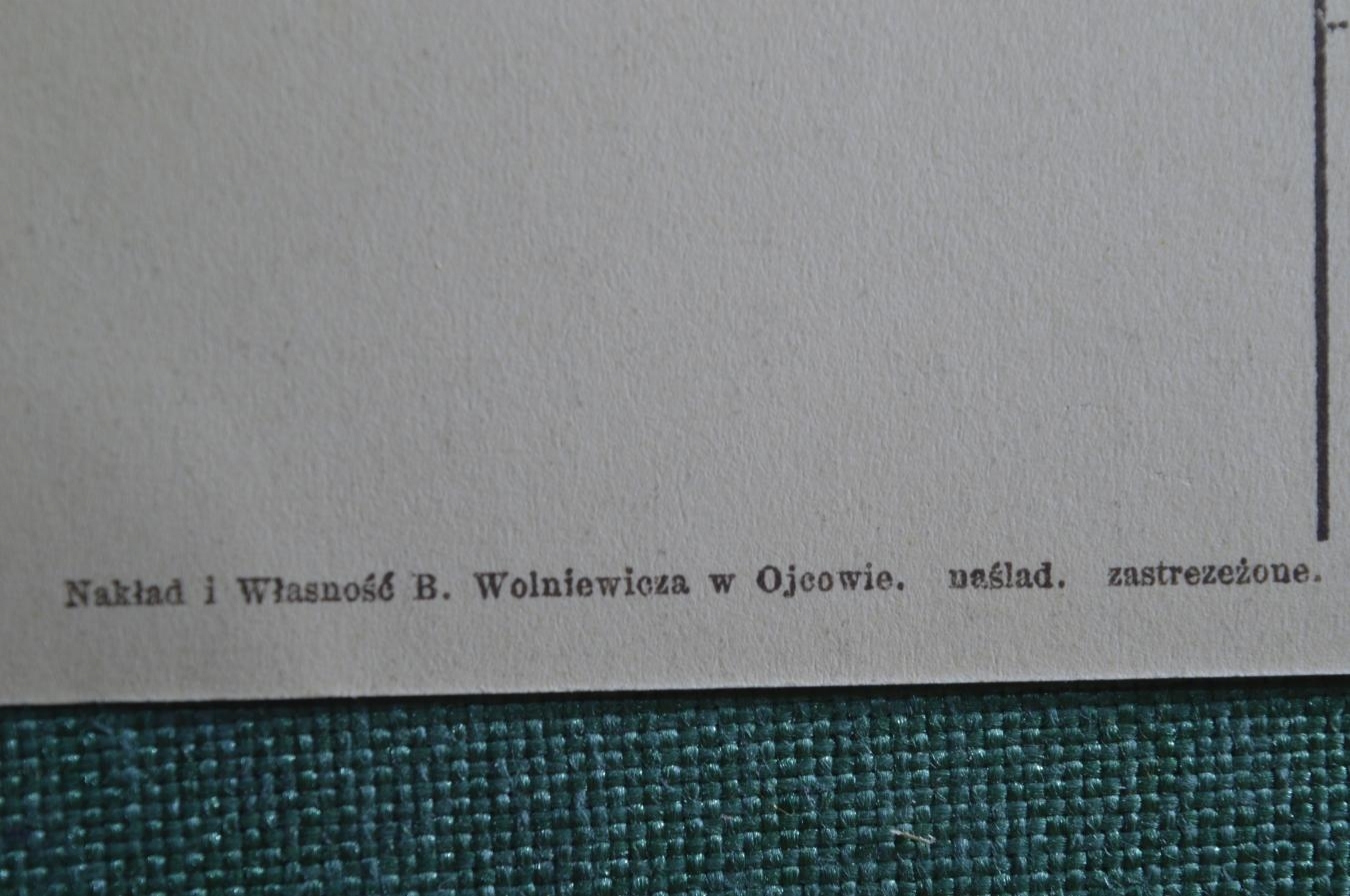 Nakład i Własność B. Wolniewicza w Ojcowie. naślad. zastrezeżone.